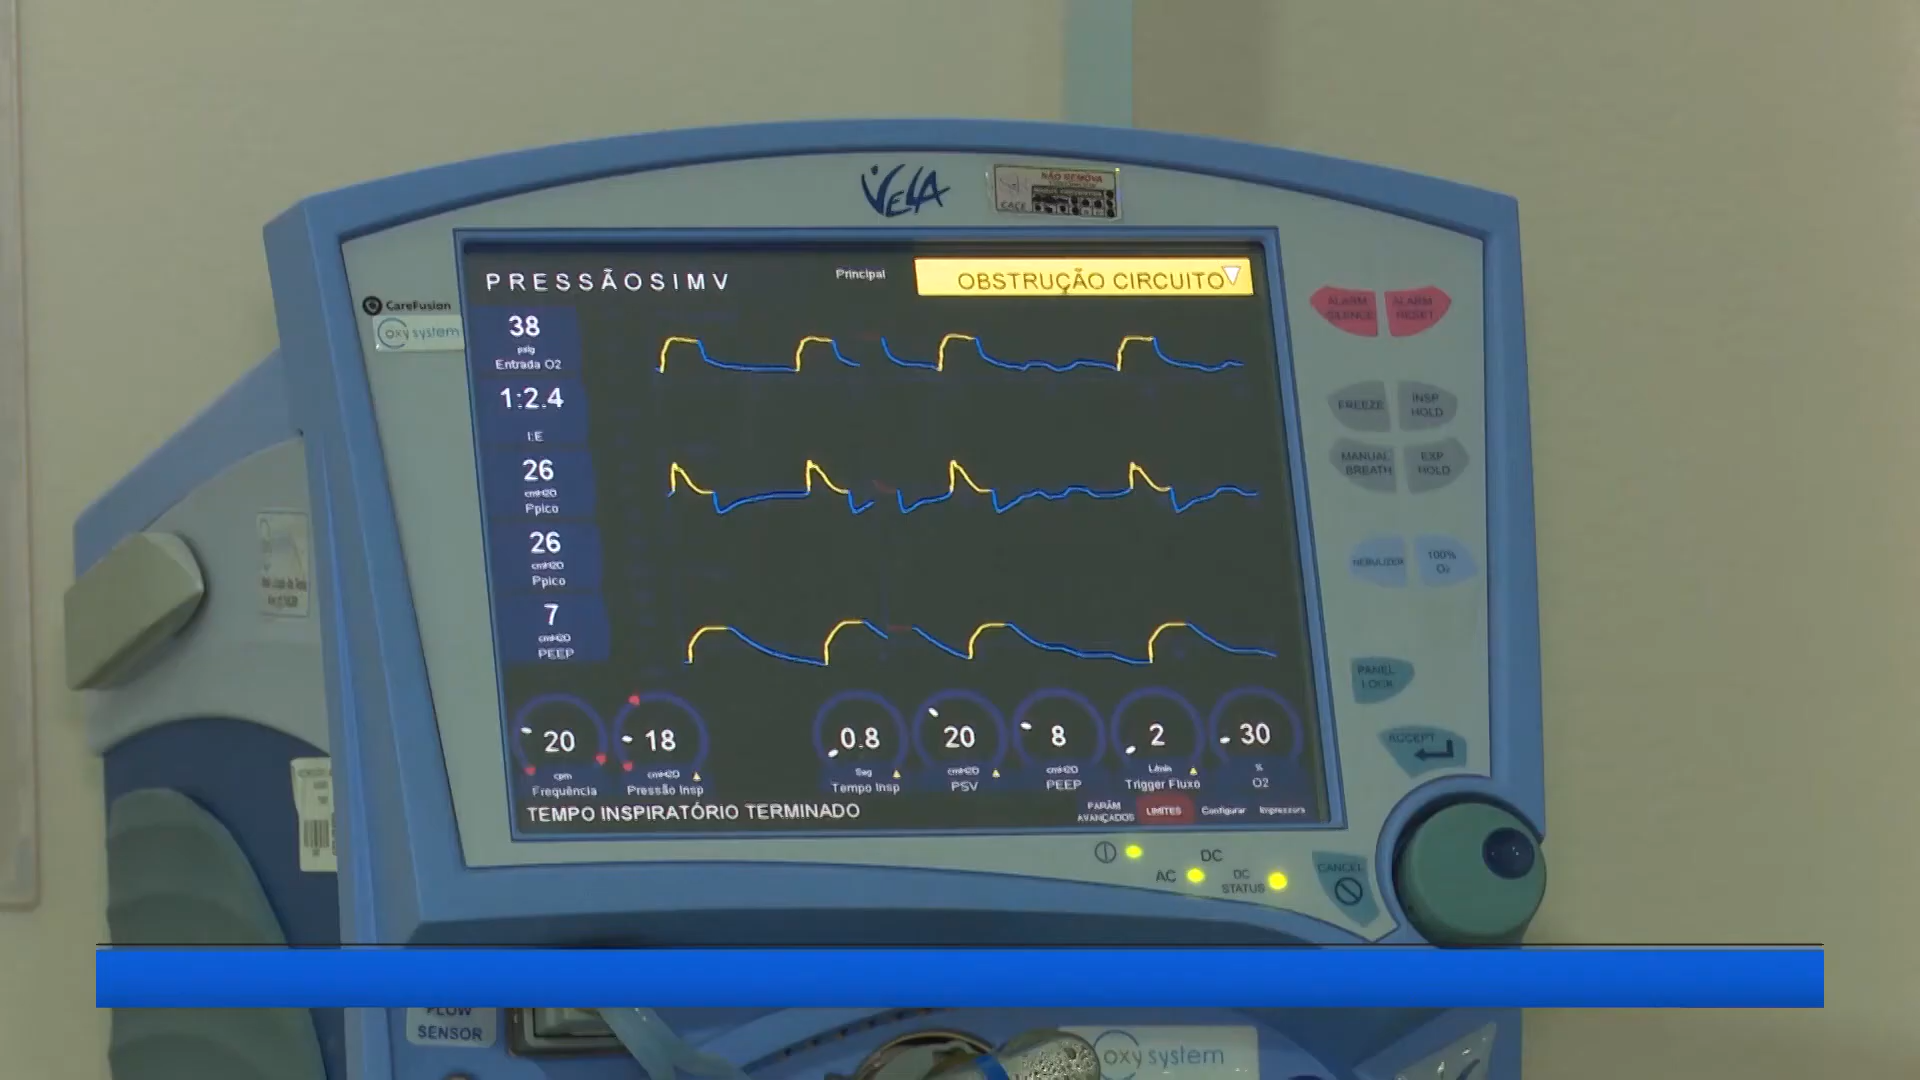 VELA
NÃO REMOVA
CACE
CareFusion
oxy system
PRESSÃOSIMV
Principal
OBSTRUÇÃO CIRCUITO
38
psig
Entrada O2
1:2.4
I:E
26
cmH2O
Ppico
26
cmH2O
Ppico
7
cmH2O
PEEP
20
cpm
Frequência
18
cmH2O
Pressão Insp
0.8
Seg
Tempo Insp
20
cmH2O
PSV
8
cmH2O
PEEP
2
L/min
Trigger Fluxo
30
%
O2
TEMPO INSPIRATÓRIO TERMINADO
PARÂM
AVANÇADOS
LIMITES
Configurar
Impressora
ALARM
SILENCE
ALARM
RESET
FREEZE
INSP
HOLD
MANUAL
BREATH
EXP
HOLD
NEBULIZER
100%
O2
PANEL
LOCK
ACCEPT
CANCEL
DC
AC
DC
STATUS
FLOW
SENSOR
oxy system